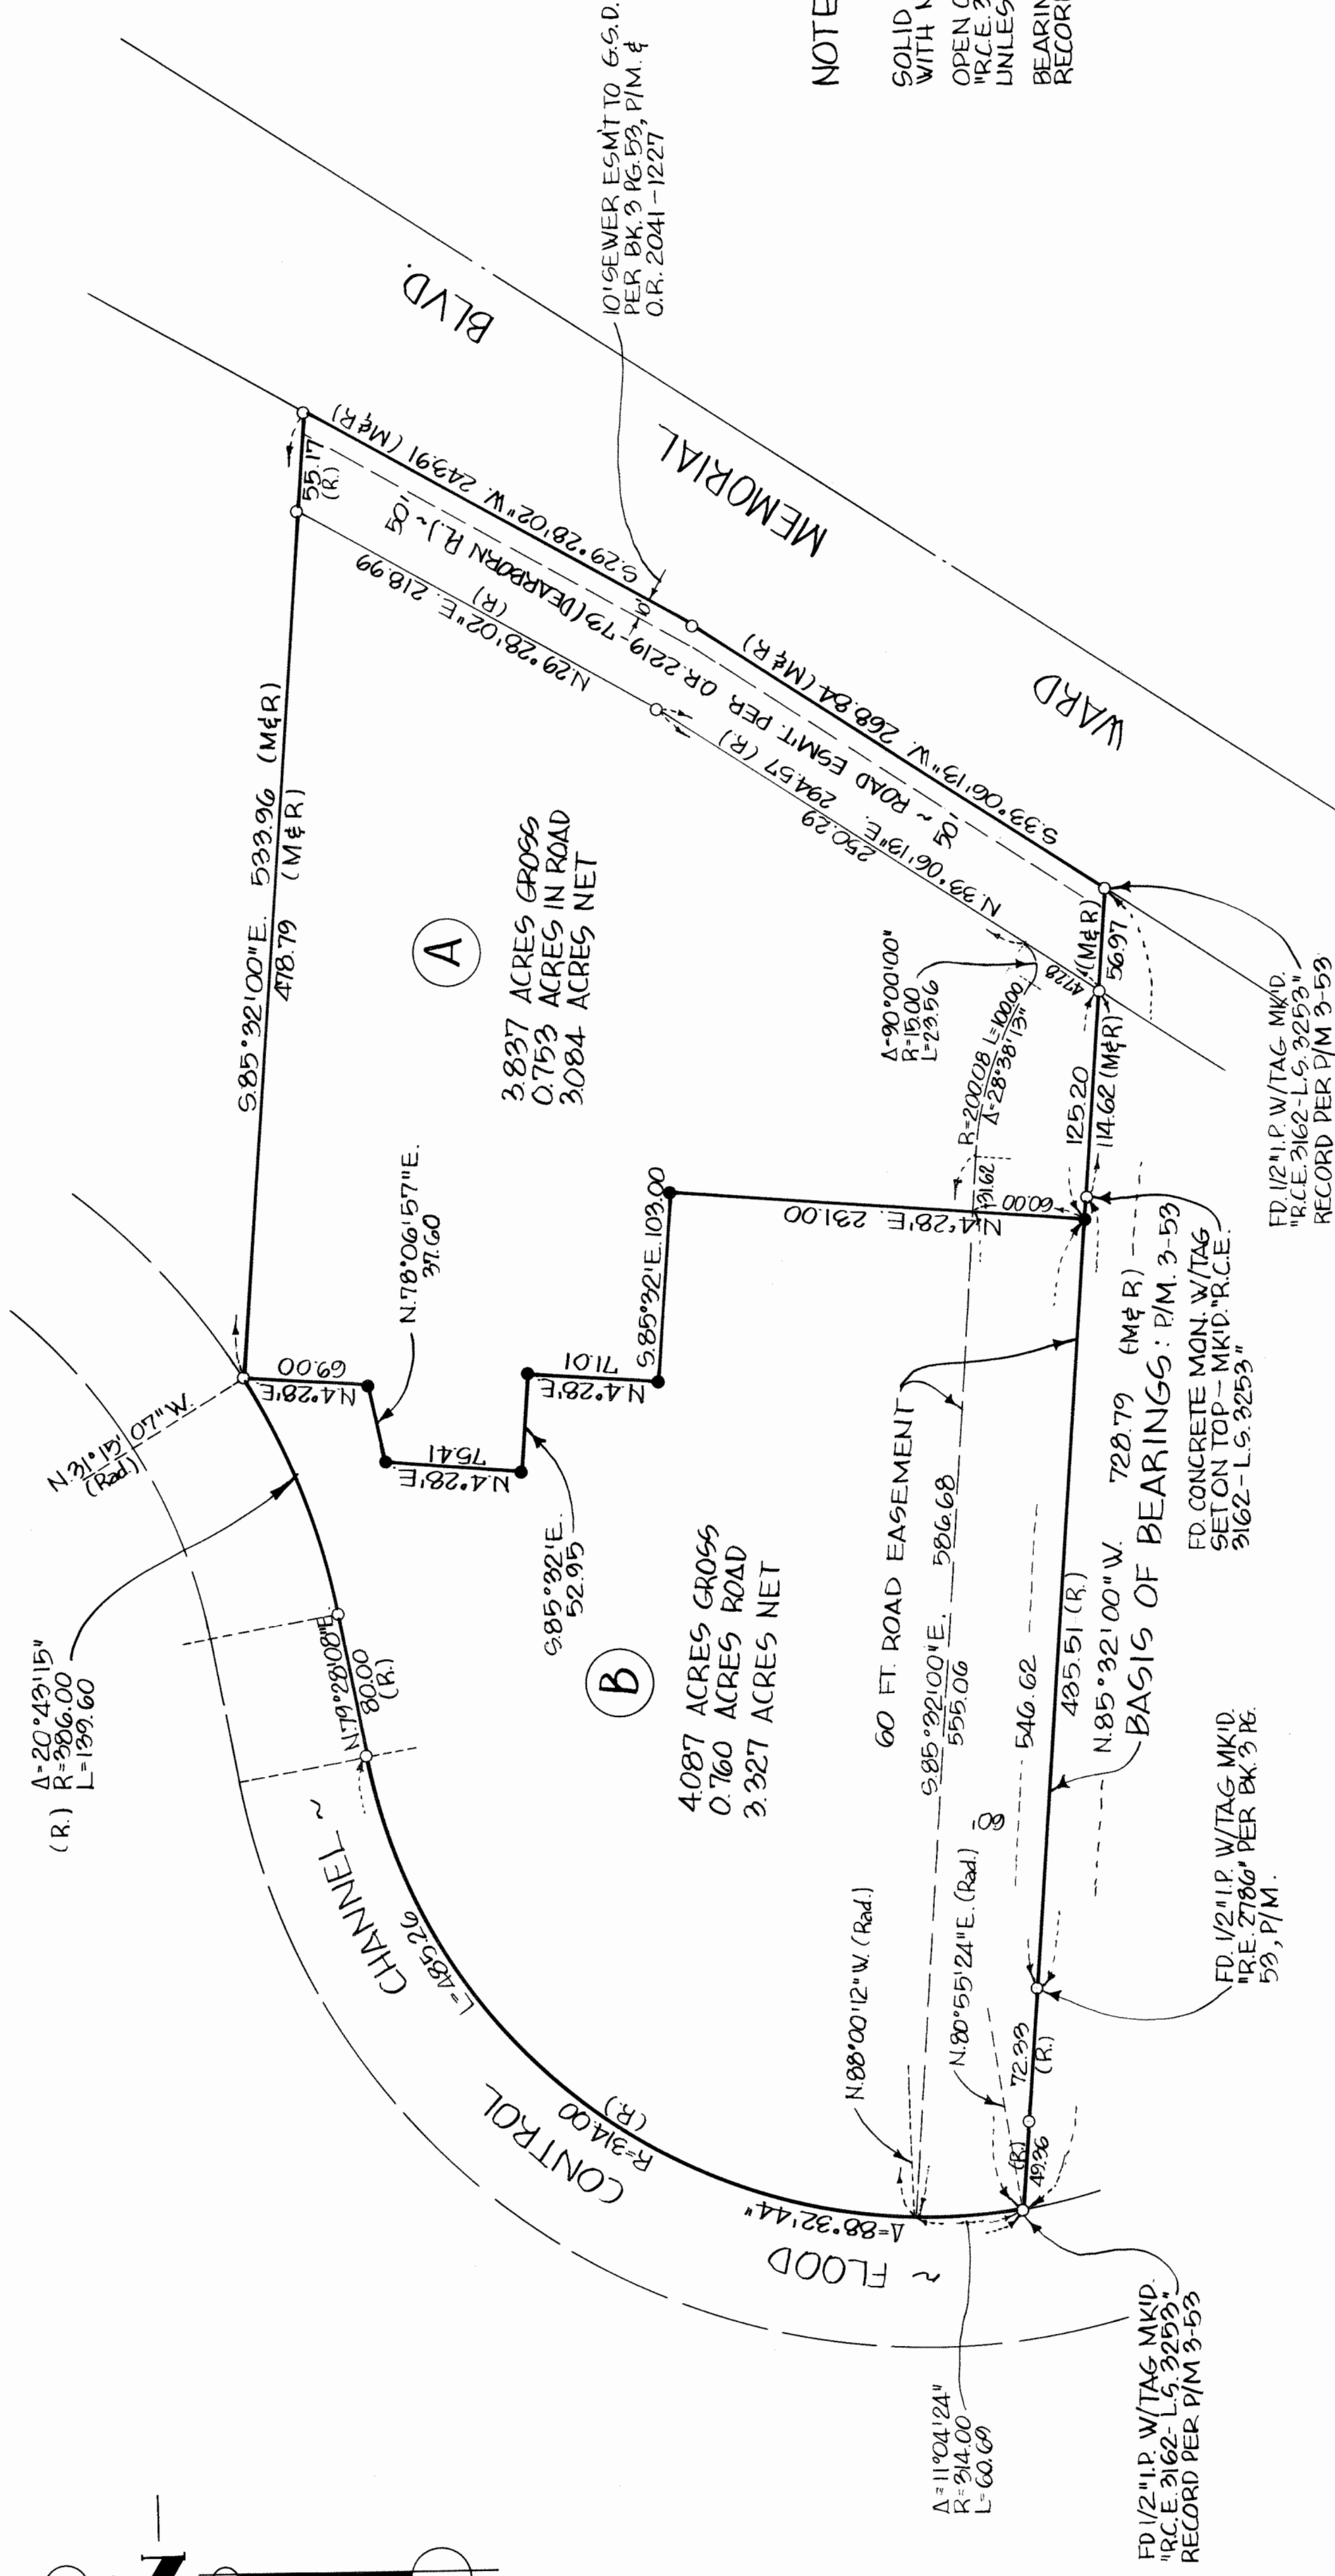 (R.) Δ=20°43'15"
R=386.00
L=139.60
N.31°15'07"W.
(Rad.)
S.85°32'00"E. 533.96 (M&R)
478.79 (M&R)
55.17
(R.)
BLVD.
MEMORIAL
WARD
S.29°28'02"W. 243.91 (M&R)
50'
N.29°28'02"E. 218.99
(R)
~ ROAD ESM'T. PER O.R. 2219-73 (DEARBORN PL.) ~
S.33°06'13"W. 268.84 (M&R)
50'
N.33°06'13"E. 294.57 (R.)
250.29
47.28
10' SEWER ESM'T TO G.S.D.
PER BK.3 PG.53, P/M. &
O.R. 2041-1227
NOTE
SOLID
WITH
OPEN
"R.C.E. 3
UNLES
BEARIN
RECOR
A
3.837 ACRES GROSS
0.753 ACRES IN ROAD
3.084 ACRES NET
N.4°28'E.
69.00
N.78°06'57"E.
37.60
N.4°28'E.
75.41
S.85°32'E.
52.95
N.4°28'E.
71.01
S.85°32'E. 103.00
N.4°28'E. 231.00
60.00
31.62
R=200.08 L=100.00
Δ=28°38'13"
Δ=90°00'00"
R=15.00
L=23.56
(M&R)
56.97
125.20
114.62 (M&R)
B
4.087 ACRES GROSS
0.760 ACRES ROAD
3.327 ACRES NET
N.79°28'08"E.
80.00
(R.)
~ FLOOD
CONTROL
CHANNEL ~
L=485.26
R=314.00
(R.)
Δ=88°32'44"
60 FT. ROAD EASEMENT
S.85°32'00"E. 586.68
555.06
60'
N.88°00'12"W. (Rad.)
N.80°55'24"E. (Rad.)
546.62
485.51 (R.)
N.85°32'00"W. 728.79 (M&R)
BASIS OF BEARINGS: P/M. 3-53
72.33
(R.)
(R.)
49.36
Δ=11°04'24"
R=314.00
L=60.69
FD 1/2" I.P. W/TAG MK'D.
"R.C.E. 3162-L.S. 3253"
RECORD PER P/M 3-53
FD. 1/2" I.P. W/TAG MK'D.
"R.E. 2786" PER BK. 3 PG.
53, P/M.
FD. CONCRETE MON. W/TAG
SET ON TOP - MK'D. "R.C.E.
3162-L.S. 3253"
FD. 1/2" I.P. W/TAG MK'D.
"R.C.E. 3162-L.S. 3253"
RECORD PER P/M 3-53